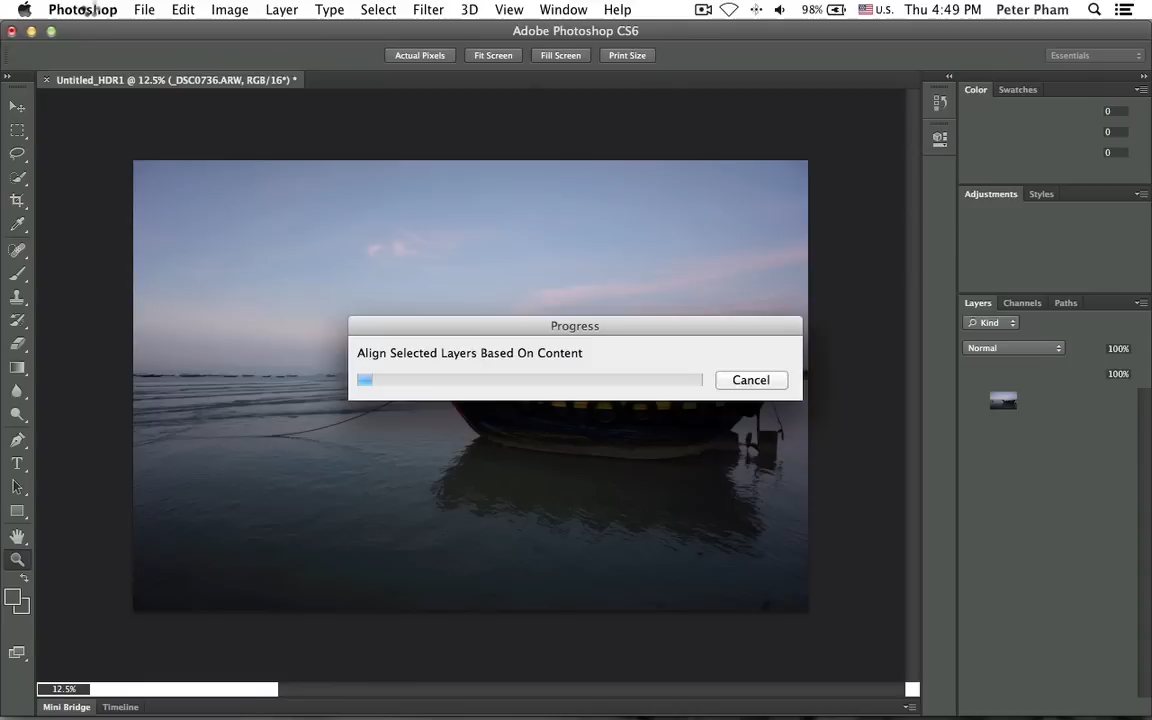 Photoshop File Edit Image Layer Type Select Filter 3D View Window Help 98% U.S. Thu 4:49 PM Peter Pham
Adobe Photoshop CS6
Actual Pixels Fit Screen Fill Screen Print Size Essentials
× Untitled_HDR1 @ 12.5% (_DSC0736.ARW, RGB/16*) *
Color Swatches
0
0
0
Adjustments Styles
Layers Channels Paths
Kind
Normal 100%
100%
Progress
Align Selected Layers Based On Content
Cancel
T
12.5%
Mini Bridge Timeline